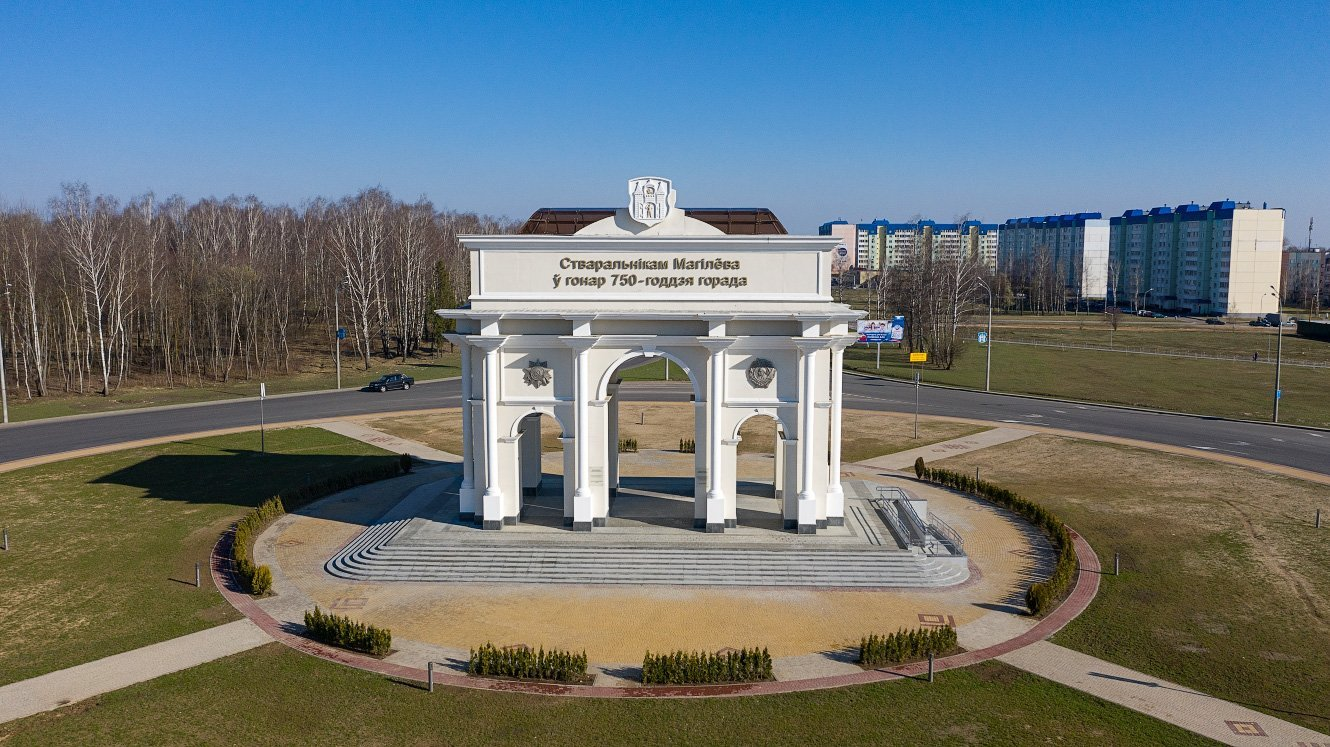 Стваральнікам Магілёва
ў гонар 750-годдзя горада